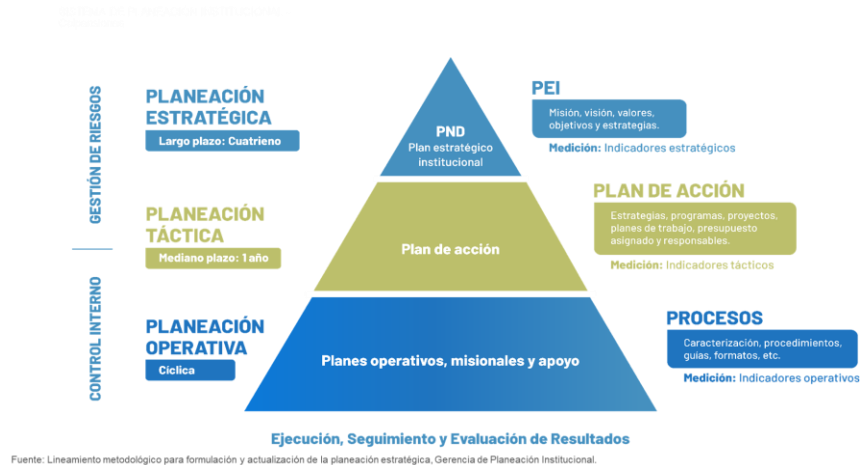 GESTIÓN DE RIESGOS
CONTROL INTERNO
PLANEACIÓN
ESTRATÉGICA
Largo plazo: Cuatrieno
PND
Plan estratégico
institucional
PEI
Misión, visión, valores,
objetivos y estrategias.
Medición: Indicadores estratégicos
PLANEACIÓN
TÁCTICA
Mediano plazo: 1 año
Plan de acción
PLAN DE ACCIÓN
Estrategias, programas, proyectos,
planes de trabajo, presupuesto
asignado y responsables.
Medición: Indicadores tácticos
PLANEACIÓN
OPERATIVA
Cíclica
Planes operativos, misionales y apoyo
PROCESOS
Caracterización, procedimientos,
guías, formatos, etc.
Medición: Indicadores operativos
Ejecución, Seguimiento y Evaluación de Resultados
Fuente: Lineamiento metodológico para formulación y actualización de la planeación estratégica, Gerencia de Planeación Institucional.